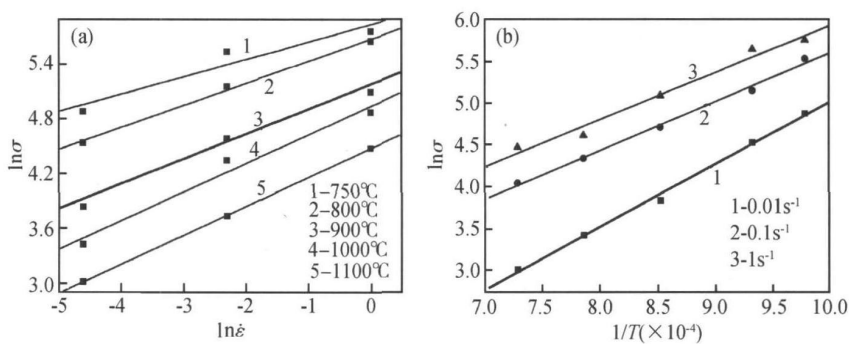 (a)
5.4
4.8
4.2
3.6
3.0
lnσ
1
2
3
4
5
1–750℃
2–800℃
3–900℃
4–1000℃
5–1100℃
-5 -4 -3 -2 -1 0
lnε̇
(b)
6.0
5.5
5.0
4.5
4.0
3.5
3.0
lnσ
3
2
1
1-0.01s⁻¹
2-0.1s⁻¹
3-1s⁻¹
7.0 7.5 8.0 8.5 9.0 9.5 10.0
1/T(×10⁻⁴)